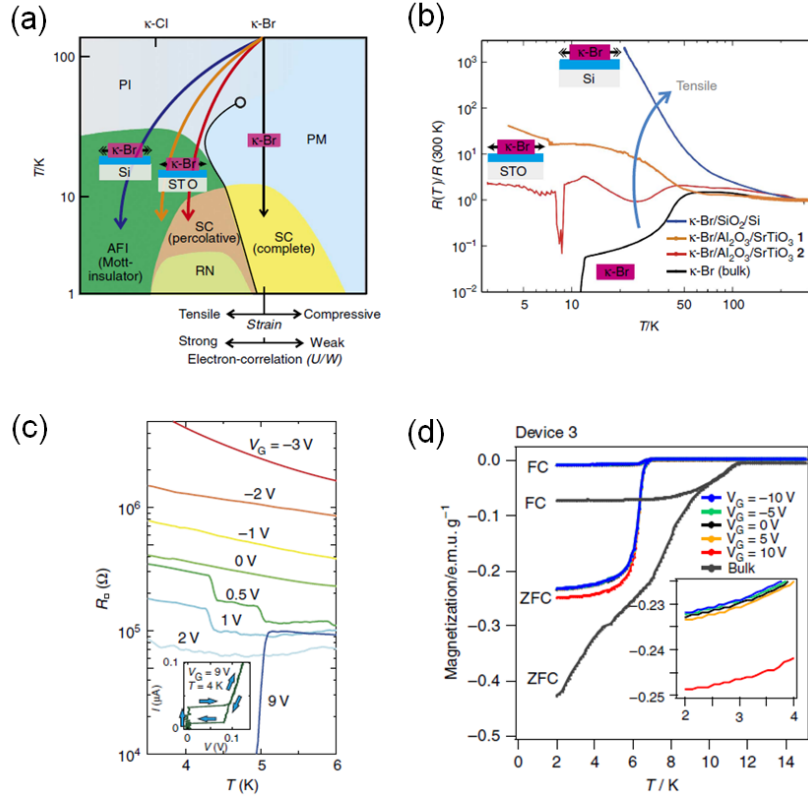 (a)
κ-Cl
κ-Br
100
10
1
T/K
PI
PM
κ-Br
κ-Br
Si
κ-Br
STO
AFI
(Mott-
insulator)
SC
(percolative)
SC
(complete)
RN
Tensile
Compressive
Strain
Strong
Weak
Electron-correlation (U/W)
(b)
R(T)/R (300 K)
10³
10²
10¹
10⁰
10⁻¹
10⁻²
κ-Br
Si
Tensile
κ-Br
STO
κ-Br
κ-Br/SiO₂/Si
κ-Br/Al₂O₃/SrTiO₃ 1
κ-Br/Al₂O₃/SrTiO₃ 2
κ-Br (bulk)
5
10
50
100
T/K
(c)
R□ (Ω)
10⁶
10⁵
10⁴
V_G = −3 V
−2 V
−1 V
0 V
0.5 V
1 V
2 V
9 V
V_G = 9 V
T = 4 K
I (μA)
0.1
0
0
0.1
V (V)
4
5
6
T (K)
(d)
Device 3
Magnetization/e.m.u. g⁻¹
0.0
−0.1
−0.2
−0.3
−0.4
−0.5
FC
FC
ZFC
ZFC
V_G = −10 V
V_G = −5 V
V_G = 0 V
V_G = 5 V
V_G = 10 V
Bulk
−0.23
−0.24
−0.25
2
3
4
0
2
4
6
8
10
12
14
T / K